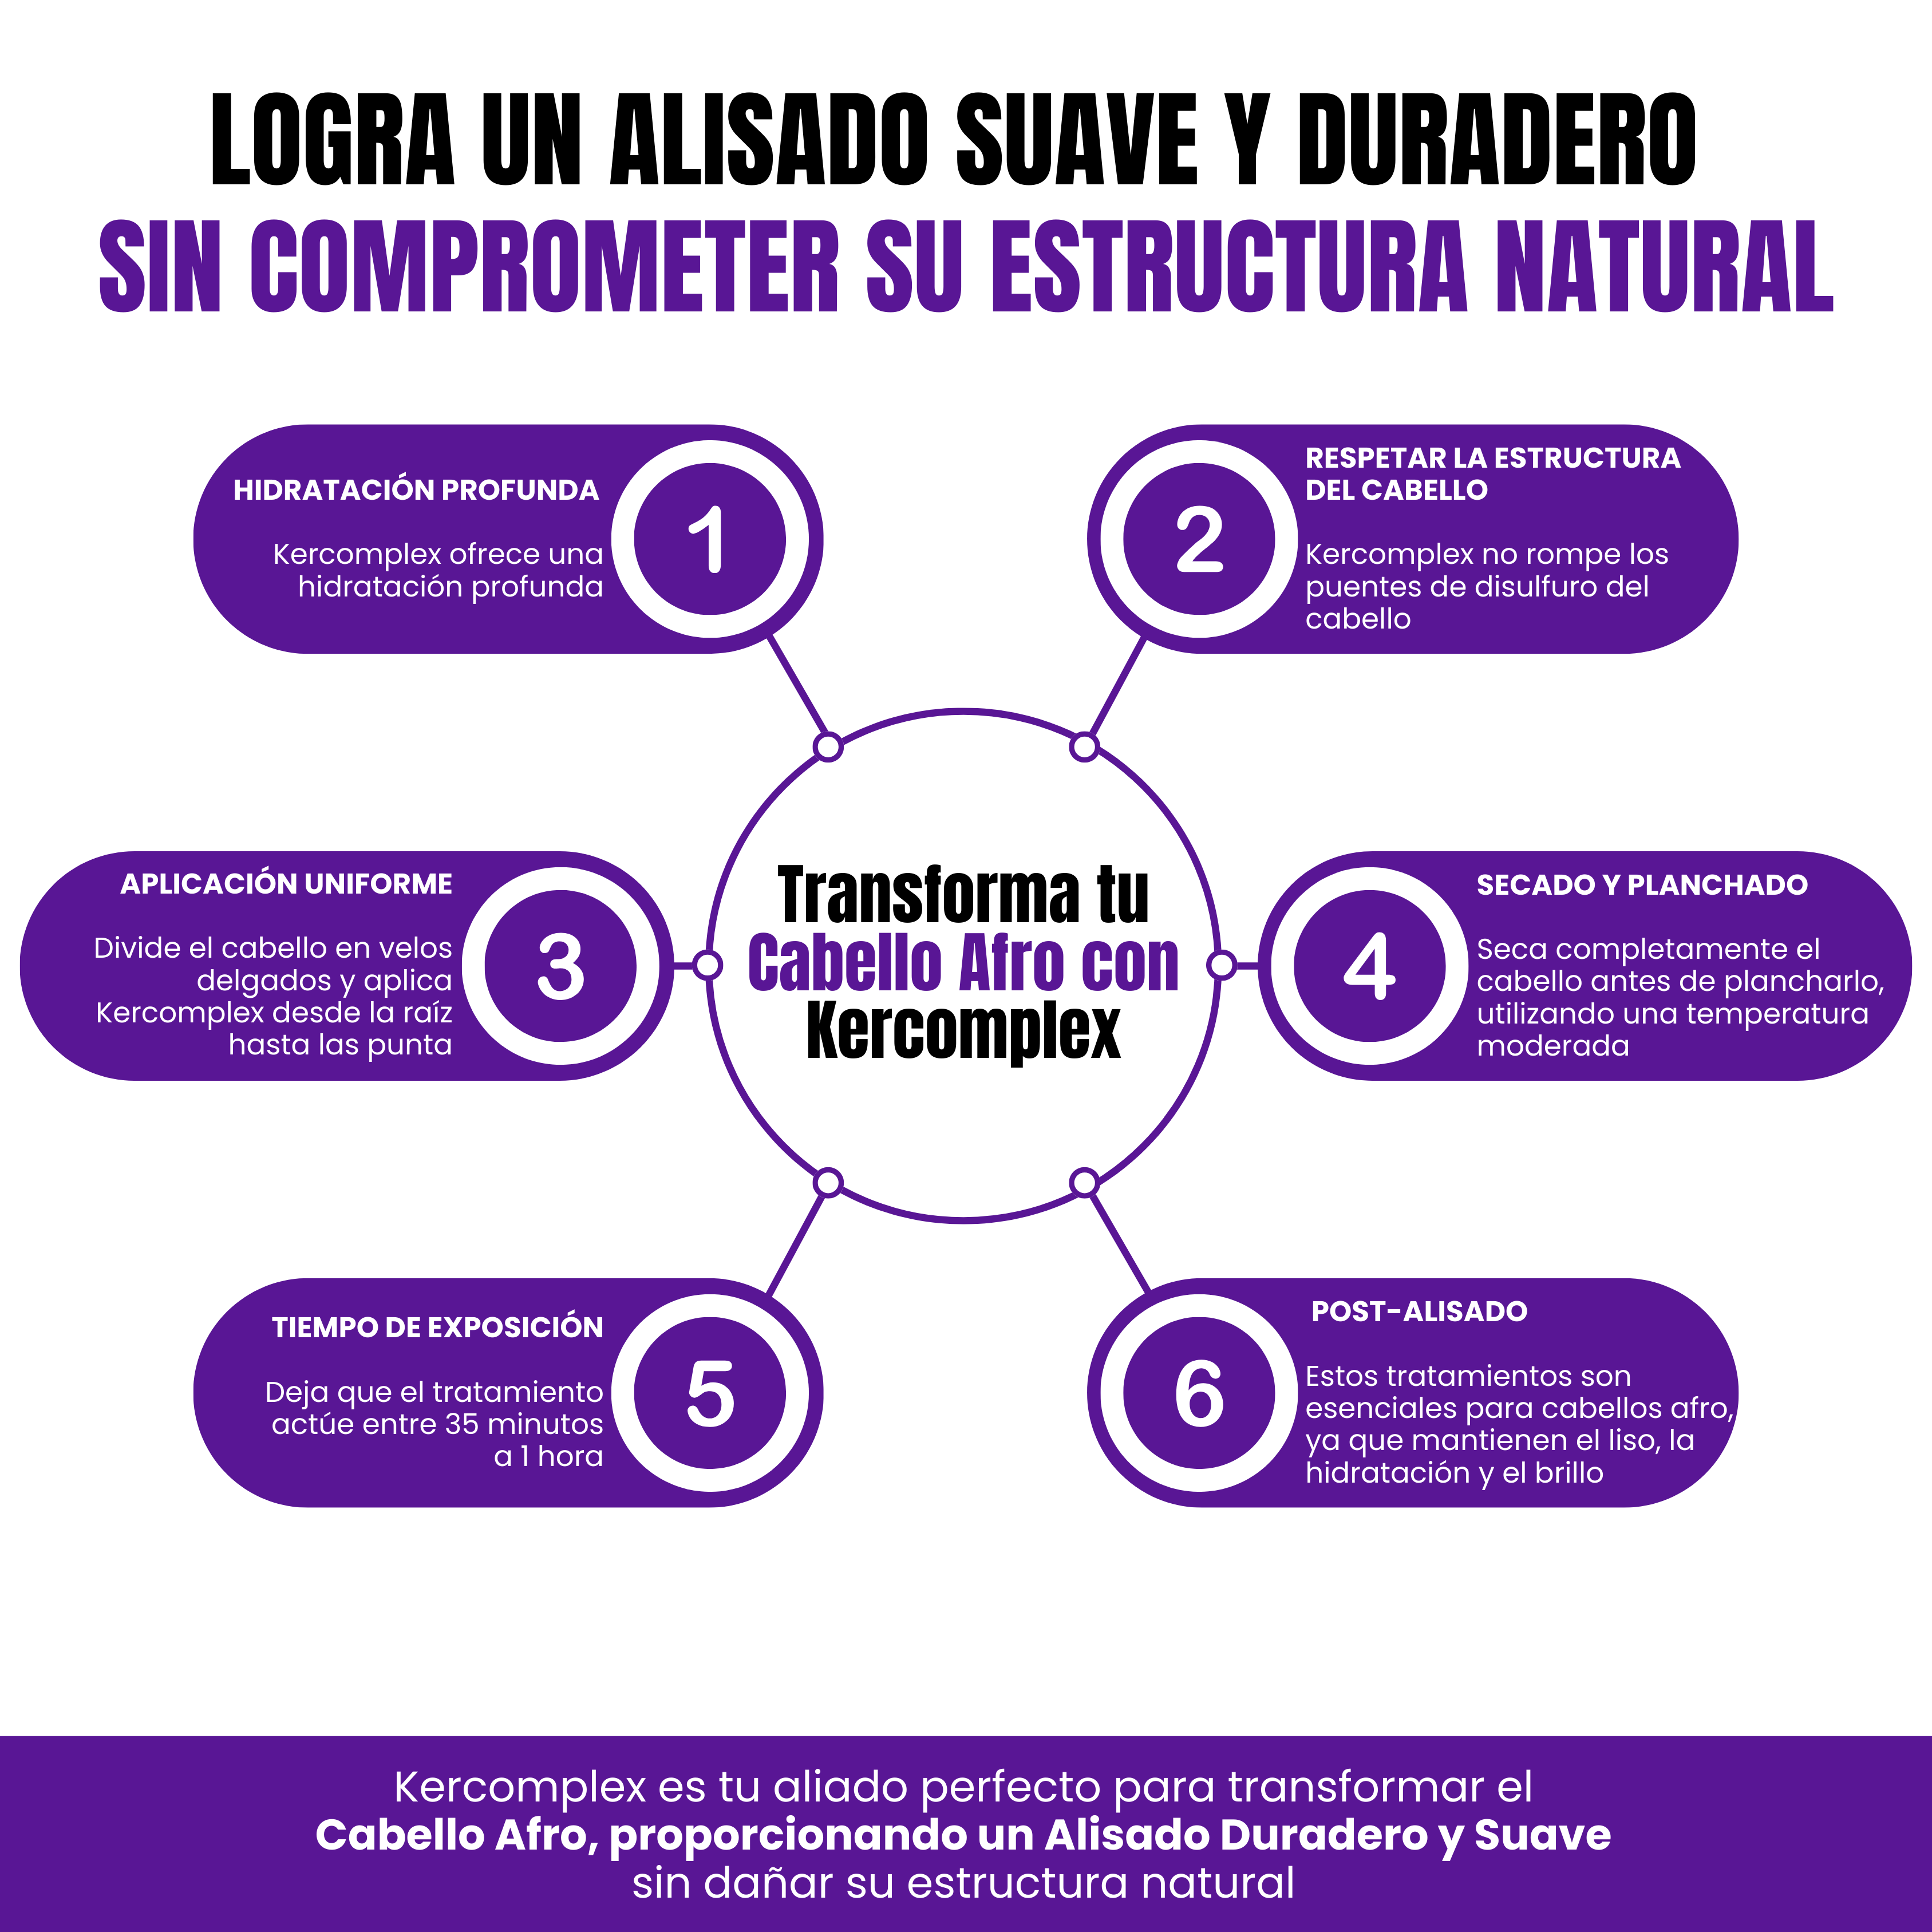 LOGRA UN ALISADO SUAVE Y DURADERO
SIN COMPROMETER SU ESTRUCTURA NATURAL
HIDRATACIÓN PROFUNDA
Kercomplex ofrece una
hidratación profunda
1
2
RESPETAR LA ESTRUCTURA
DEL CABELLO
Kercomplex no rompe los
puentes de disulfuro del
cabello
APLICACIÓN UNIFORME
Divide el cabello en velos
delgados y aplica
Kercomplex desde la raíz
hasta las punta
3
Transforma tu
Cabello Afro con
Kercomplex
4
SECADO Y PLANCHADO
Seca completamente el
cabello antes de plancharlo,
utilizando una temperatura
moderada
TIEMPO DE EXPOSICIÓN
Deja que el tratamiento
actúe entre 35 minutos
a 1 hora
5
6
POST-ALISADO
Estos tratamientos son
esenciales para cabellos afro,
ya que mantienen el liso, la
hidratación y el brillo
Kercomplex es tu aliado perfecto para transformar el
Cabello Afro, proporcionando un Alisado Duradero y Suave
sin dañar su estructura natural